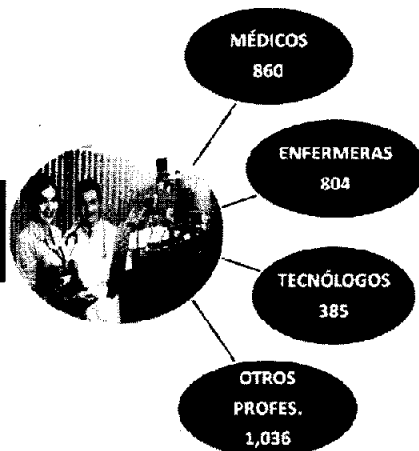 MÉDICOS
860
ENFERMERAS
804
TECNÓLOGOS
385
OTROS
PROFES.
1,036